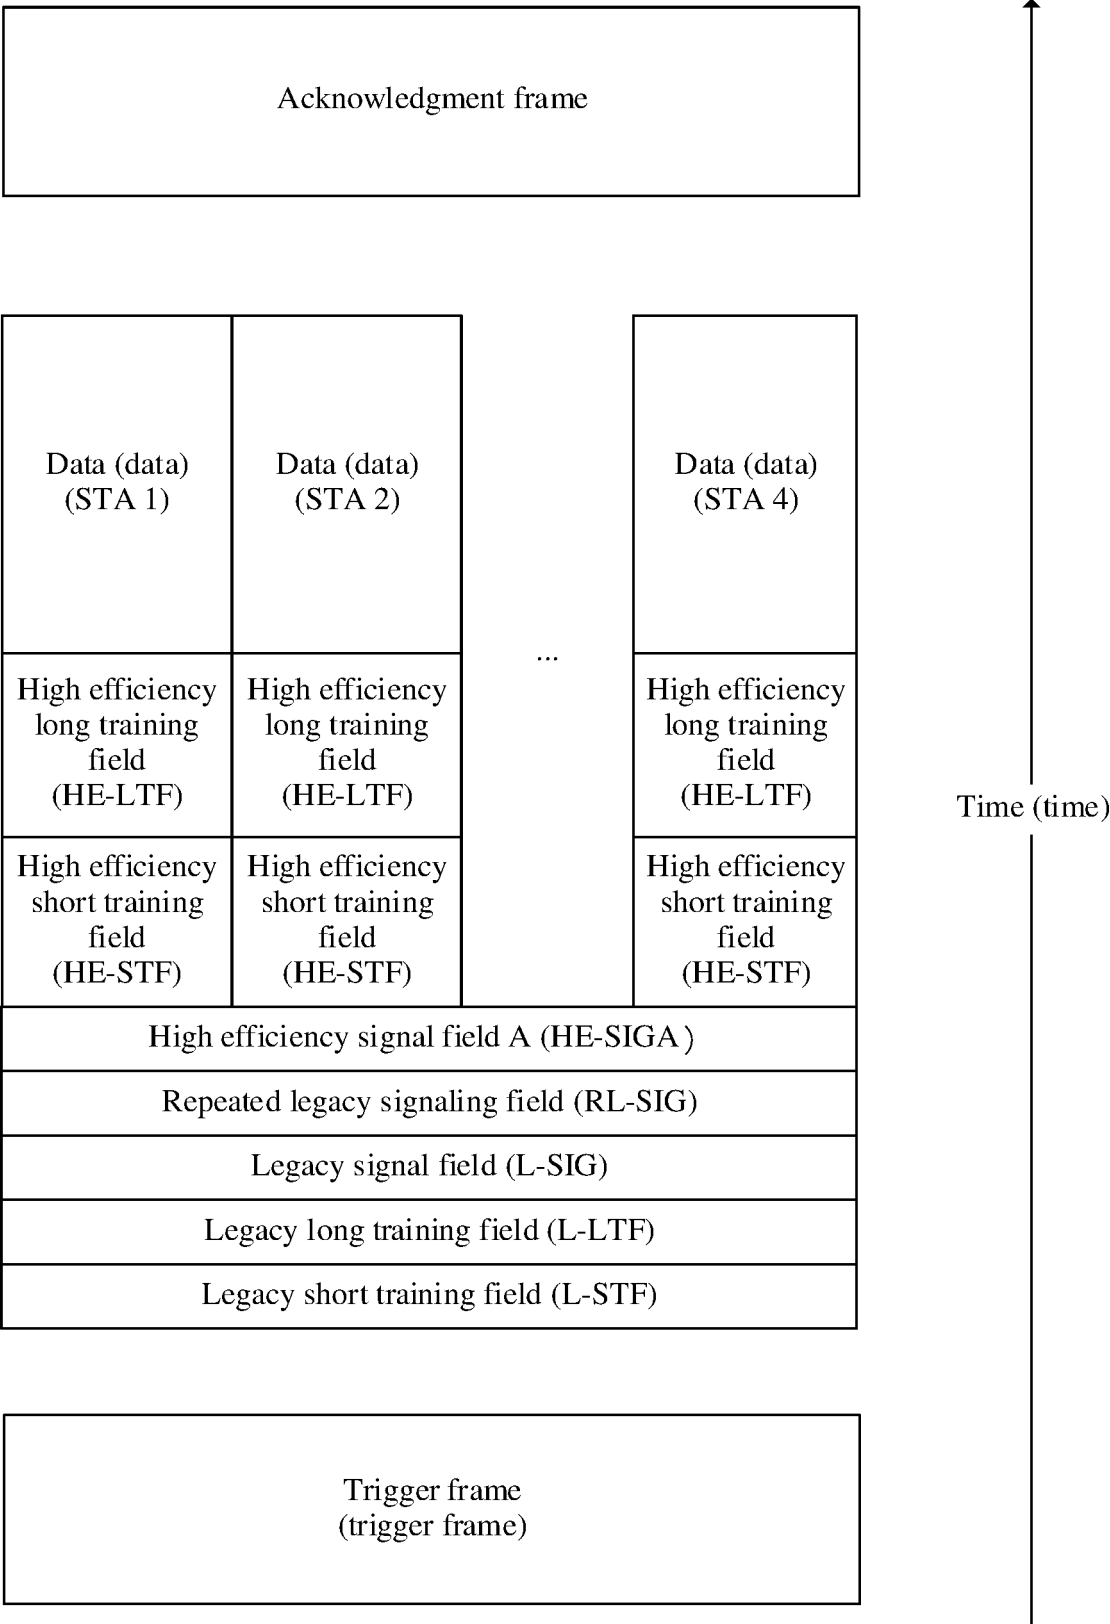 Acknowledgment frame
Data (data)
(STA 1)
Data (data)
(STA 2)
Data (data)
(STA 4)
...
High efficiency
long training
field
(HE-LTF)
High efficiency
long training
field
(HE-LTF)
High efficiency
long training
field
(HE-LTF)
Time (time)
High efficiency
short training
field
(HE-STF)
High efficiency
short training
field
(HE-STF)
High efficiency
short training
field
(HE-STF)
High efficiency signal field A (HE-SIGA)
Repeated legacy signaling field (RL-SIG)
Legacy signal field (L-SIG)
Legacy long training field (L-LTF)
Legacy short training field (L-STF)
Trigger frame
(trigger frame)